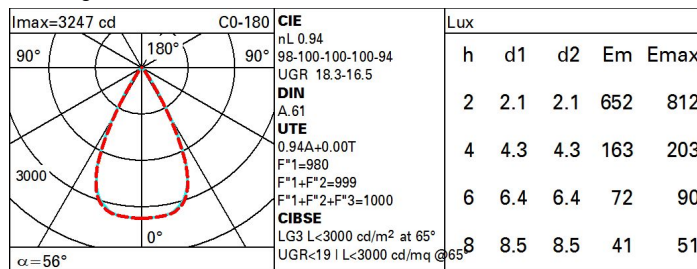 Imax=3247 cd C0-180
90° 180° 90°
3000
0°
α=56°
CIE
nL 0.94
98-100-100-100-94
UGR 18.3-16.5
DIN
A.61
UTE
0.94A+0.00T
F"1=980
F"1+F"2=999
F"1+F"2+F"3=1000
CIBSE
LG3 L<3000 cd/m² at 65°
UGR<19 | L<3000 cd/mq @65°
Lux
h d1 d2 Em Emax
2 2.1 2.1 652 812
4 4.3 4.3 163 203
6 6.4 6.4 72 90
8 8.5 8.5 41 51